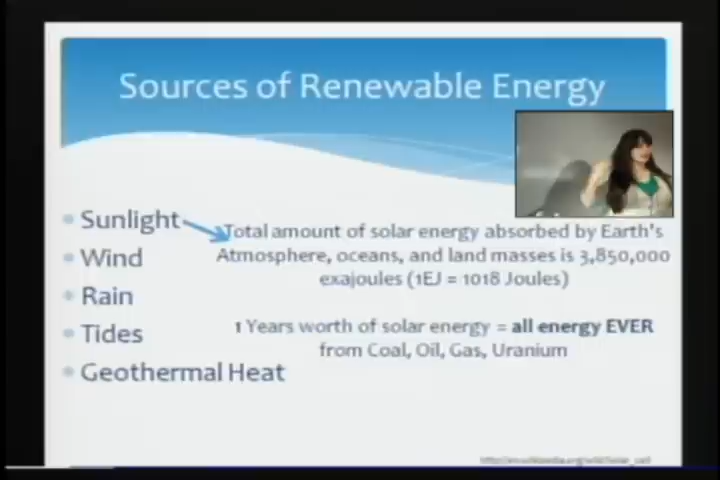 Sources of Renewable Energy
Sunlight
Total amount of solar energy absorbed by Earth's
Atmosphere, oceans, and land masses is 3,850,000
exajoules (1EJ = 1018 Joules)
Wind
Rain
Tides
Geothermal Heat
1 Years worth of solar energy = all energy EVER
from Coal, Oil, Gas, Uranium